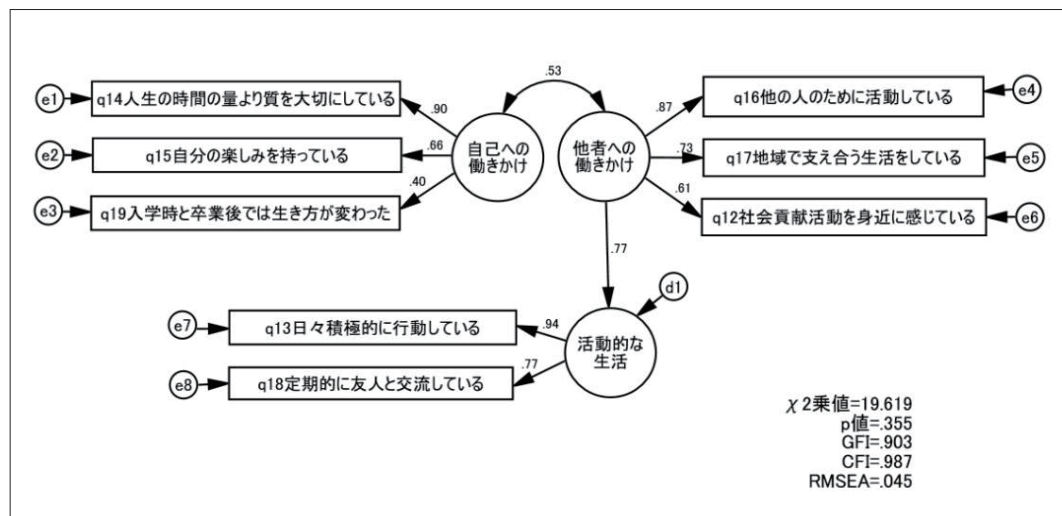 .53
e1
q14人生の時間の量より質を大切にしている
.90
e2
q15自分の楽しみを持っている
.66
e3
q19入学時と卒業後では生き方が変わった
.40
自己への
働きかけ
他者への
働きかけ
.87
q16他の人のために活動している
e4
.73
q17地域で支え合う生活をしている
e5
.61
q12社会貢献活動を身近に感じている
e6
.77
d1
e7
q13日々積極的に行動している
.94
e8
q18定期的に友人と交流している
.77
活動的な
生活
χ2乗値=19.619
p値=.355
GFI=.903
CFI=.987
RMSEA=.045